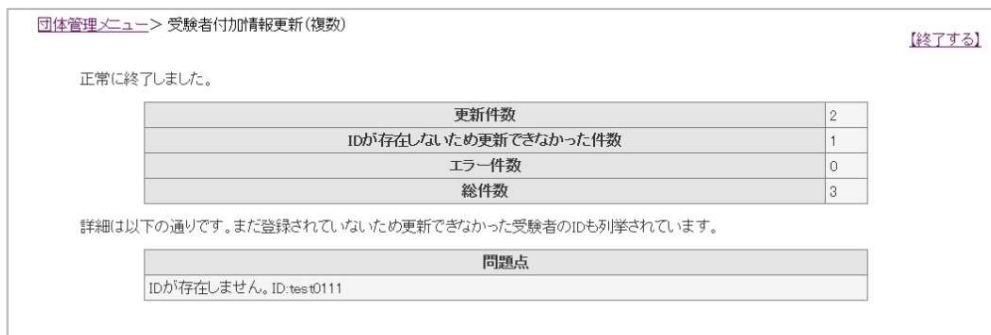 団体管理メニュー＞ 受験者付加情報更新(複数)
【終了する】
正常に終了しました。
更新件数 2
IDが存在しないため更新できなかった件数 1
エラー件数 0
総件数 3
詳細は以下の通りです。まだ登録されていないため更新できなかった受験者のIDも列挙されています。
問題点
IDが存在しません。ID:test0111